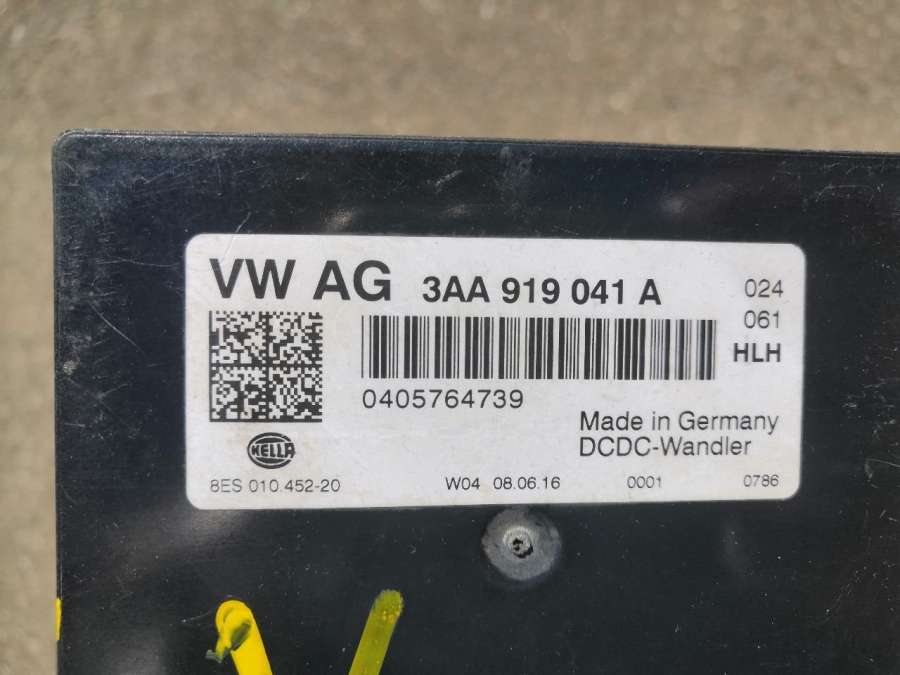 VW AG 3AA 919 041 A 024
061
HLH
0405764739
Made in Germany
DCDC-Wandler
HELLA
8ES 010.452-20 W04 08.06.16 0001 0786